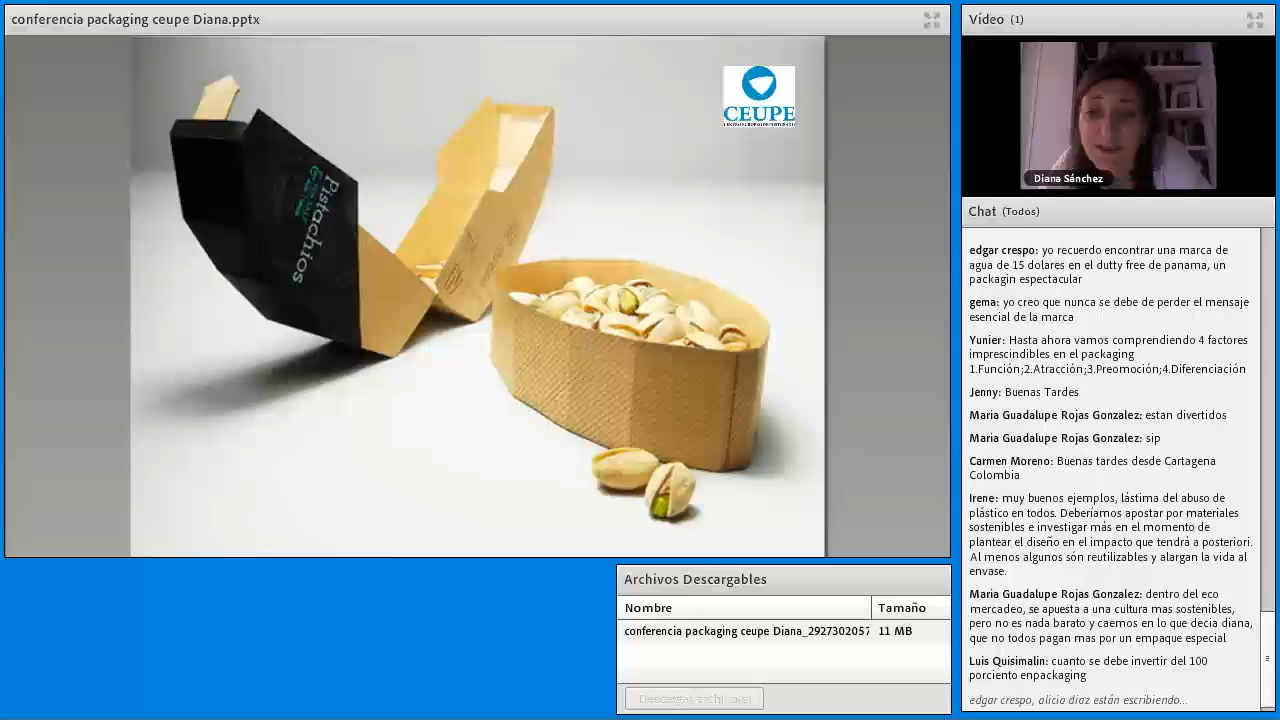 conferencia packaging ceupe Diana.pptx
CEUPE
Pistachios
Vídeo (1)
Diana Sánchez
Chat (Todos)
edgar crespo: yo recuerdo encontrar una marca de
agua de 15 dolares en el dutty free de panama, un
packagin espectacular
gema: yo creo que nunca se debe de perder el mensaje
esencial de la marca
Yunier: Hasta ahora vamos comprendiendo 4 factores
imprescindibles en el packaging
1.Función;2.Atracción;3.Preomoción;4.Diferenciación
Jenny: Buenas Tardes
Maria Guadalupe Rojas Gonzalez: estan divertidos
Maria Guadalupe Rojas Gonzalez: sip
Carmen Moreno: Buenas tardes desde Cartagena
Colombia
Irene: muy buenos ejemplos, lástima del abuso de
plástico en todos. Deberíamos apostar por materiales
sostenibles e investigar más en el momento de
plantear el diseño en el impacto que tendrá a posteriori.
Al menos algunos són reutilizables y alargan la vida al
envase.
Maria Guadalupe Rojas Gonzalez: dentro del eco
mercadeo, se apuesta a una cultura mas sostenibles,
pero no es nada barato y caemos en lo que decia diana,
que no todos pagan mas por un empaque especial
Luis Quisimalin: cuanto se debe invertir del 100
porciento enpackaging
edgar crespo, alicia diaz están escribiendo...
Archivos Descargables
Nombre
Tamaño
conferencia packaging ceupe Diana_2927302057
11 MB